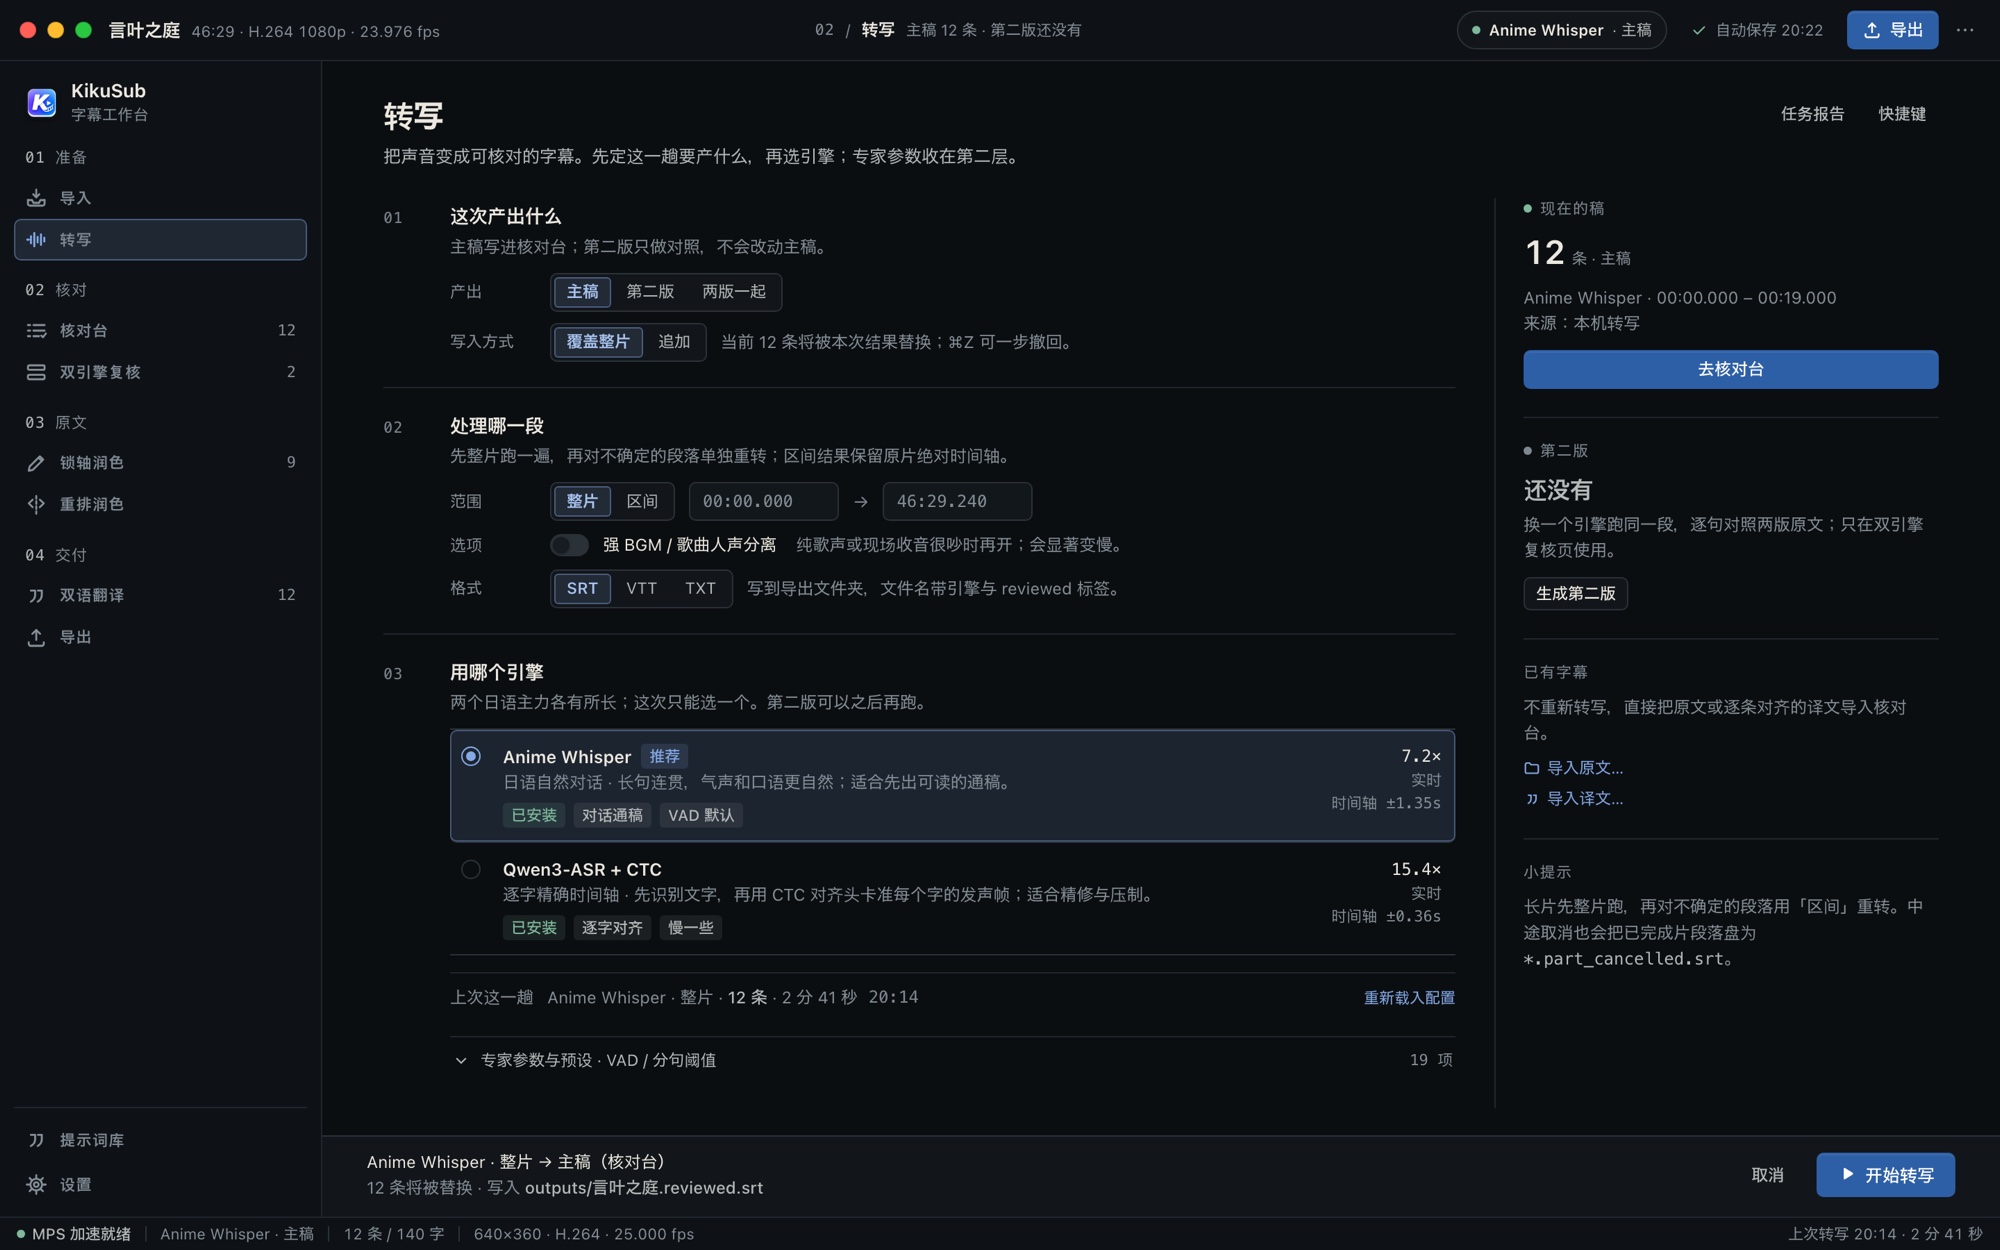 言叶之庭 46:29 · H.264 1080p · 23.976 fps
02 / 转写 主稿 12 条 · 第二版还没有
Anime Whisper · 主稿
自动保存 20:22
导出
KikuSub
字幕工作台
01 准备
导入
转写
02 核对
核对台 12
双引擎复核 2
03 原文
锁轴润色 9
重排润色
04 交付
双语翻译 12
导出
提示词库
设置
转写
任务报告 快捷键
把声音变成可核对的字幕。先定这一趟要产什么，再选引擎；专家参数收在第二层。
01 这次产出什么
主稿写进核对台；第二版只做对照，不会改动主稿。
产出 主稿 第二版 两版一起
写入方式 覆盖整片 追加 当前 12 条将被本次结果替换；⌘Z 可一步撤回。
02 处理哪一段
先整片跑一遍，再对不确定的段落单独重转；区间结果保留原片绝对时间轴。
范围 整片 区间 00:00.000 → 46:29.240
选项 强 BGM / 歌曲人声分离 纯歌声或现场收音很吵时再开；会显著变慢。
格式 SRT VTT TXT 写到导出文件夹，文件名带引擎与 reviewed 标签。
03 用哪个引擎
两个日语主力各有所长；这次只能选一个。第二版可以之后再跑。
Anime Whisper 推荐 7.2×
日语自然对话 · 长句连贯，气声和口语更自然；适合先出可读的通稿。 实时
已安装 对话通稿 VAD 默认 时间轴 ±1.35s
Qwen3-ASR + CTC 15.4×
逐字精确时间轴 · 先识别文字，再用 CTC 对齐头卡准每个字的发声帧；适合精修与压制。 实时
已安装 逐字对齐 慢一些 时间轴 ±0.36s
上次这一趟 Anime Whisper · 整片 · 12 条 · 2 分 41 秒 20:14 重新载入配置
专家参数与预设 · VAD / 分句阈值 19 项
现在的稿
12 条 · 主稿
Anime Whisper · 00:00.000 – 00:19.000
来源：本机转写
去核对台
第二版
还没有
换一个引擎跑同一段，逐句对照两版原文；只在双引擎
复核页使用。
生成第二版
已有字幕
不重新转写，直接把原文或逐条对齐的译文导入核对
台。
导入原文…
导入译文…
小提示
长片先整片跑，再对不确定的段落用「区间」重转。中
途取消也会把已完成片段落盘为
*.part_cancelled.srt。
Anime Whisper · 整片 → 主稿（核对台）
12 条将被替换 · 写入 outputs/言叶之庭.reviewed.srt
取消 开始转写
MPS 加速就绪 Anime Whisper · 主稿 12 条 / 140 字 640×360 · H.264 · 25.000 fps 上次转写 20:14 · 2 分 41 秒